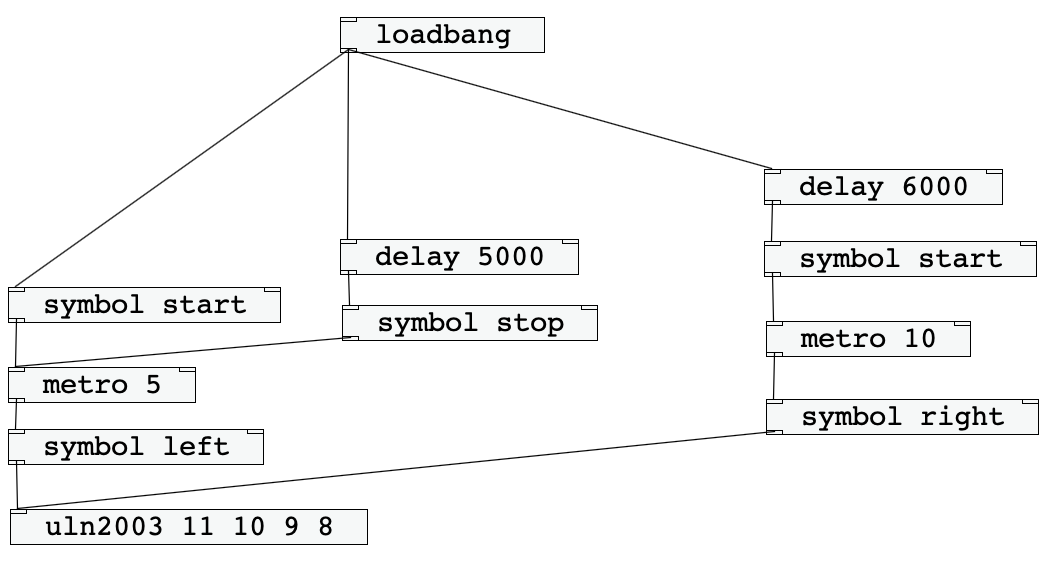 loadbang
delay 6000
delay 5000
symbol start
symbol start
symbol stop
metro 10
metro 5
symbol right
symbol left
uln2003 11 10 9 8